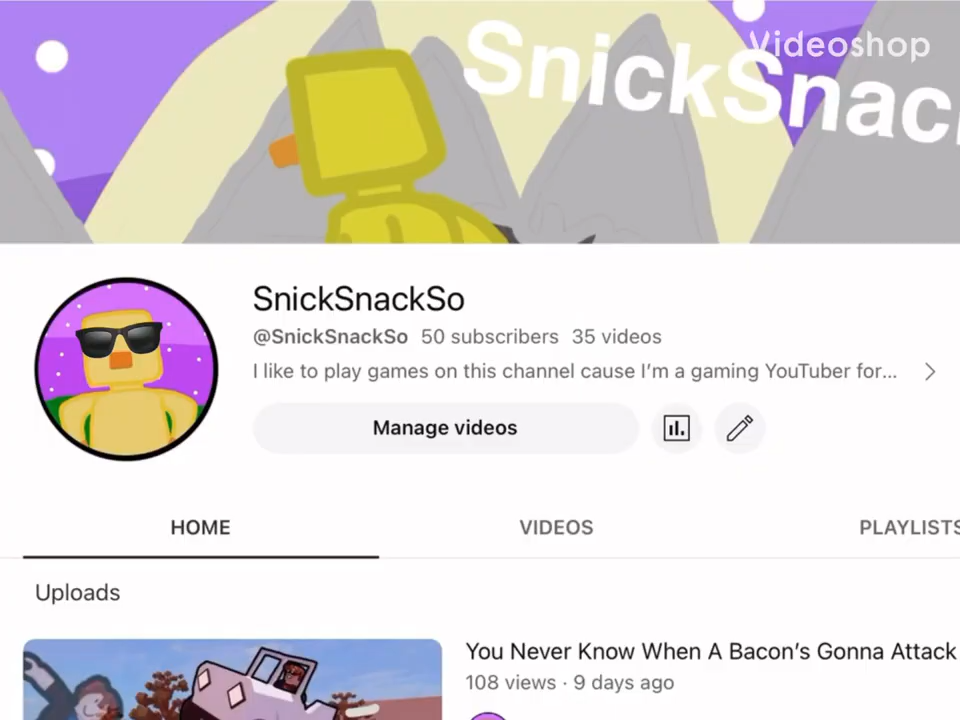 Videoshop
SnickSnac
SnickSnackSo
@SnickSnackSo 50 subscribers 35 videos
I like to play games on this channel cause I'm a gaming YouTuber for...
Manage videos
HOME VIDEOS PLAYLISTS
Uploads
You Never Know When A Bacon's Gonna Attack
108 views · 9 days ago